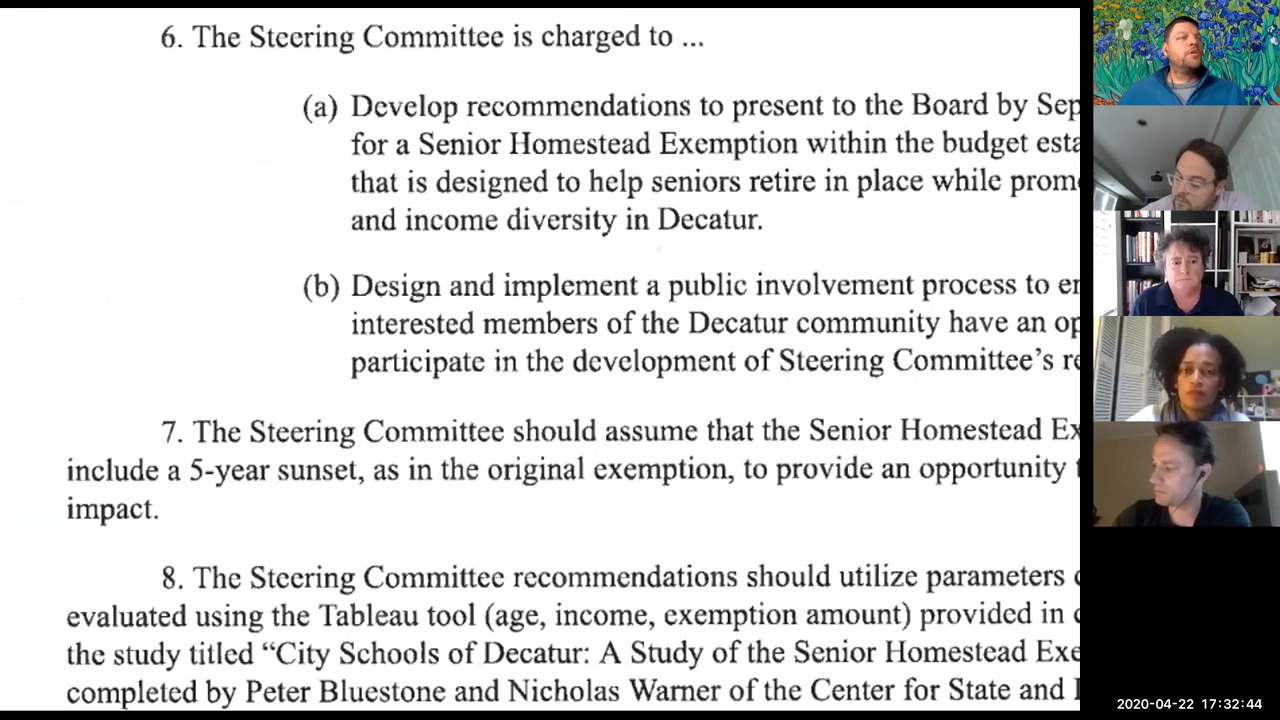 6. The Steering Committee is charged to ...
(a) Develop recommendations to present to the Board by Sep
for a Senior Homestead Exemption within the budget esta
that is designed to help seniors retire in place while prom
and income diversity in Decatur.
(b) Design and implement a public involvement process to en
interested members of the Decatur community have an op
participate in the development of Steering Committee's re
7. The Steering Committee should assume that the Senior Homestead Ex
include a 5-year sunset, as in the original exemption, to provide an opportunity
impact.
8. The Steering Committee recommendations should utilize parameters
evaluated using the Tableau tool (age, income, exemption amount) provided in
the study titled “City Schools of Decatur: A Study of the Senior Homestead Exe
completed by Peter Bluestone and Nicholas Warner of the Center for State and
2020-04-22 17:32:44